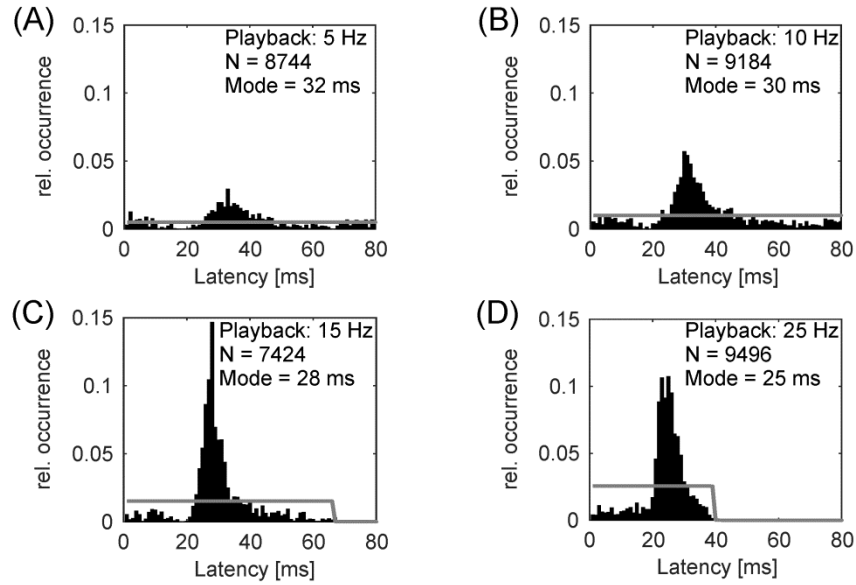 (A)
Playback: 5 Hz
N = 8744
Mode = 32 ms
0.15
0.1
0.05
0
rel. occurrence
0 20 40 60 80
Latency [ms]
(B)
Playback: 10 Hz
N = 9184
Mode = 30 ms
0.15
0.1
0.05
0
rel. occurrence
0 20 40 60 80
Latency [ms]
(C)
Playback: 15 Hz
N = 7424
Mode = 28 ms
0.15
0.1
0.05
0
rel. occurrence
0 20 40 60 80
Latency [ms]
(D)
Playback: 25 Hz
N = 9496
Mode = 25 ms
0.15
0.1
0.05
0
rel. occurrence
0 20 40 60 80
Latency [ms]